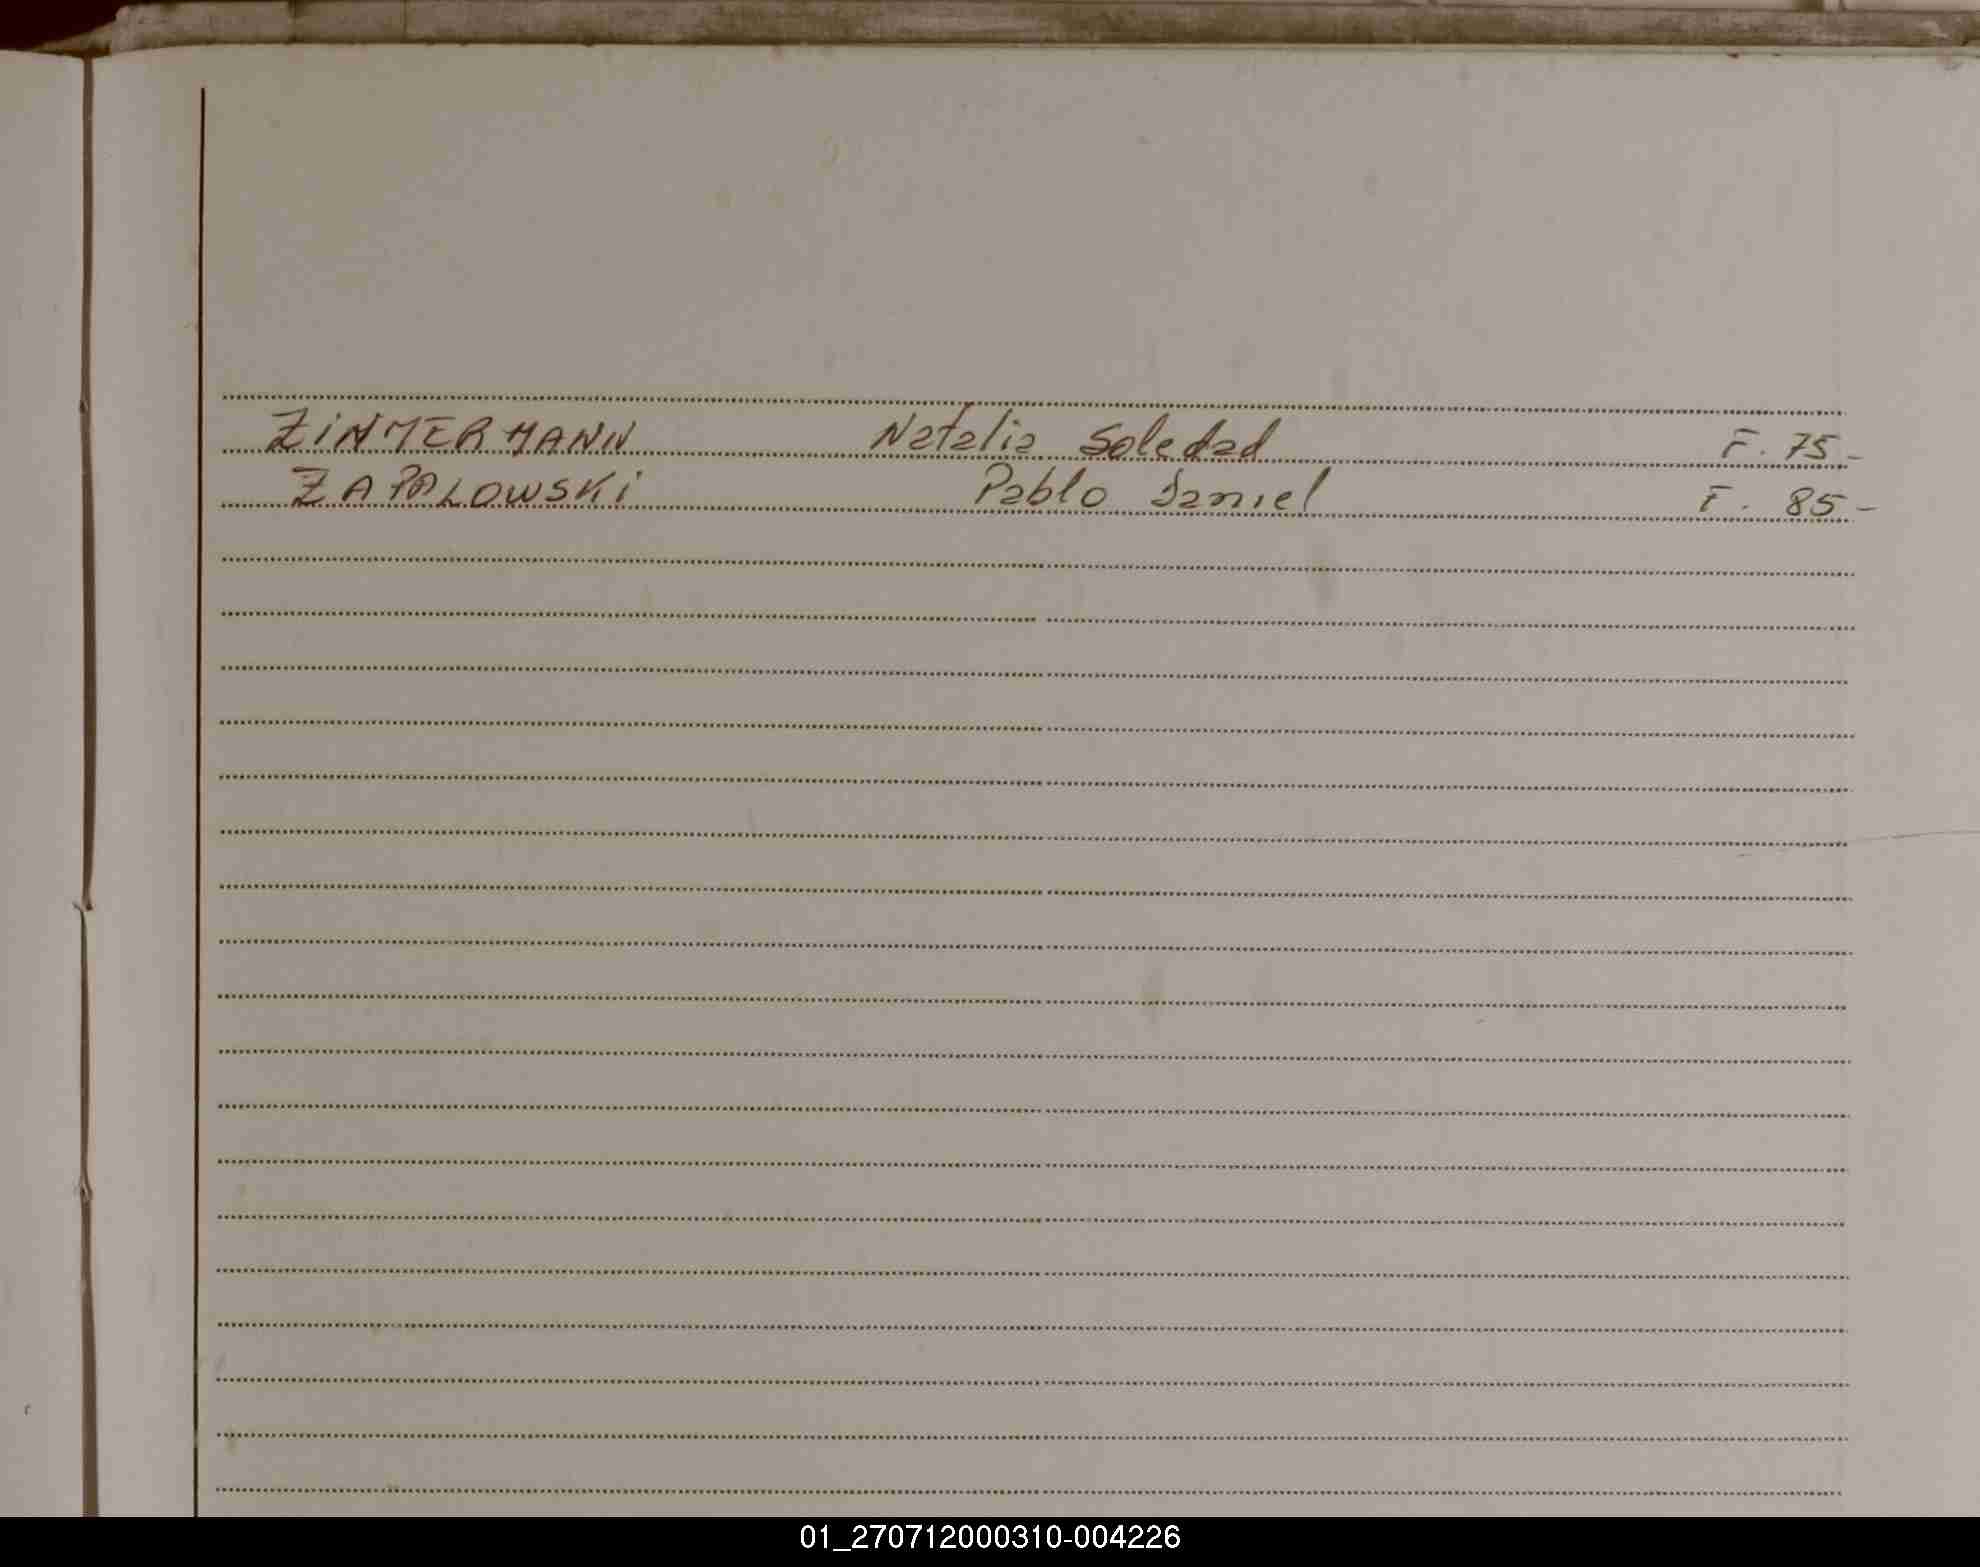 ZIMMERMANN Natalia Soledad F. 75-
ZAPALOWSKI Pablo Daniel F. 85-
01_270712000310-004226